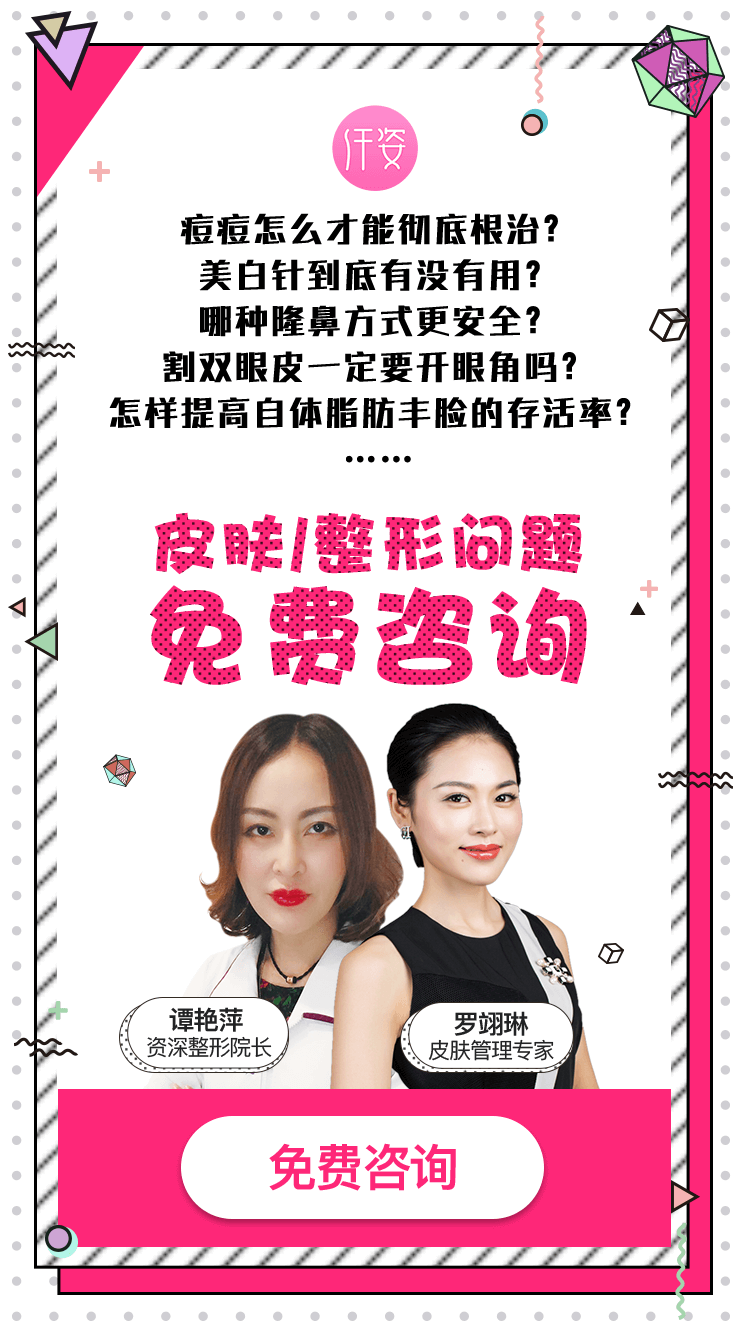 仟姿
痘痘怎么才能彻底根治？
美白针到底有没有用？
哪种隆鼻方式更安全？
割双眼皮一定要开眼角吗？
怎样提高自体脂肪丰脸的存活率？
……
皮肤/整形问题
免费咨询
谭艳萍
资深整形院长
罗翊琳
皮肤管理专家
免费咨询